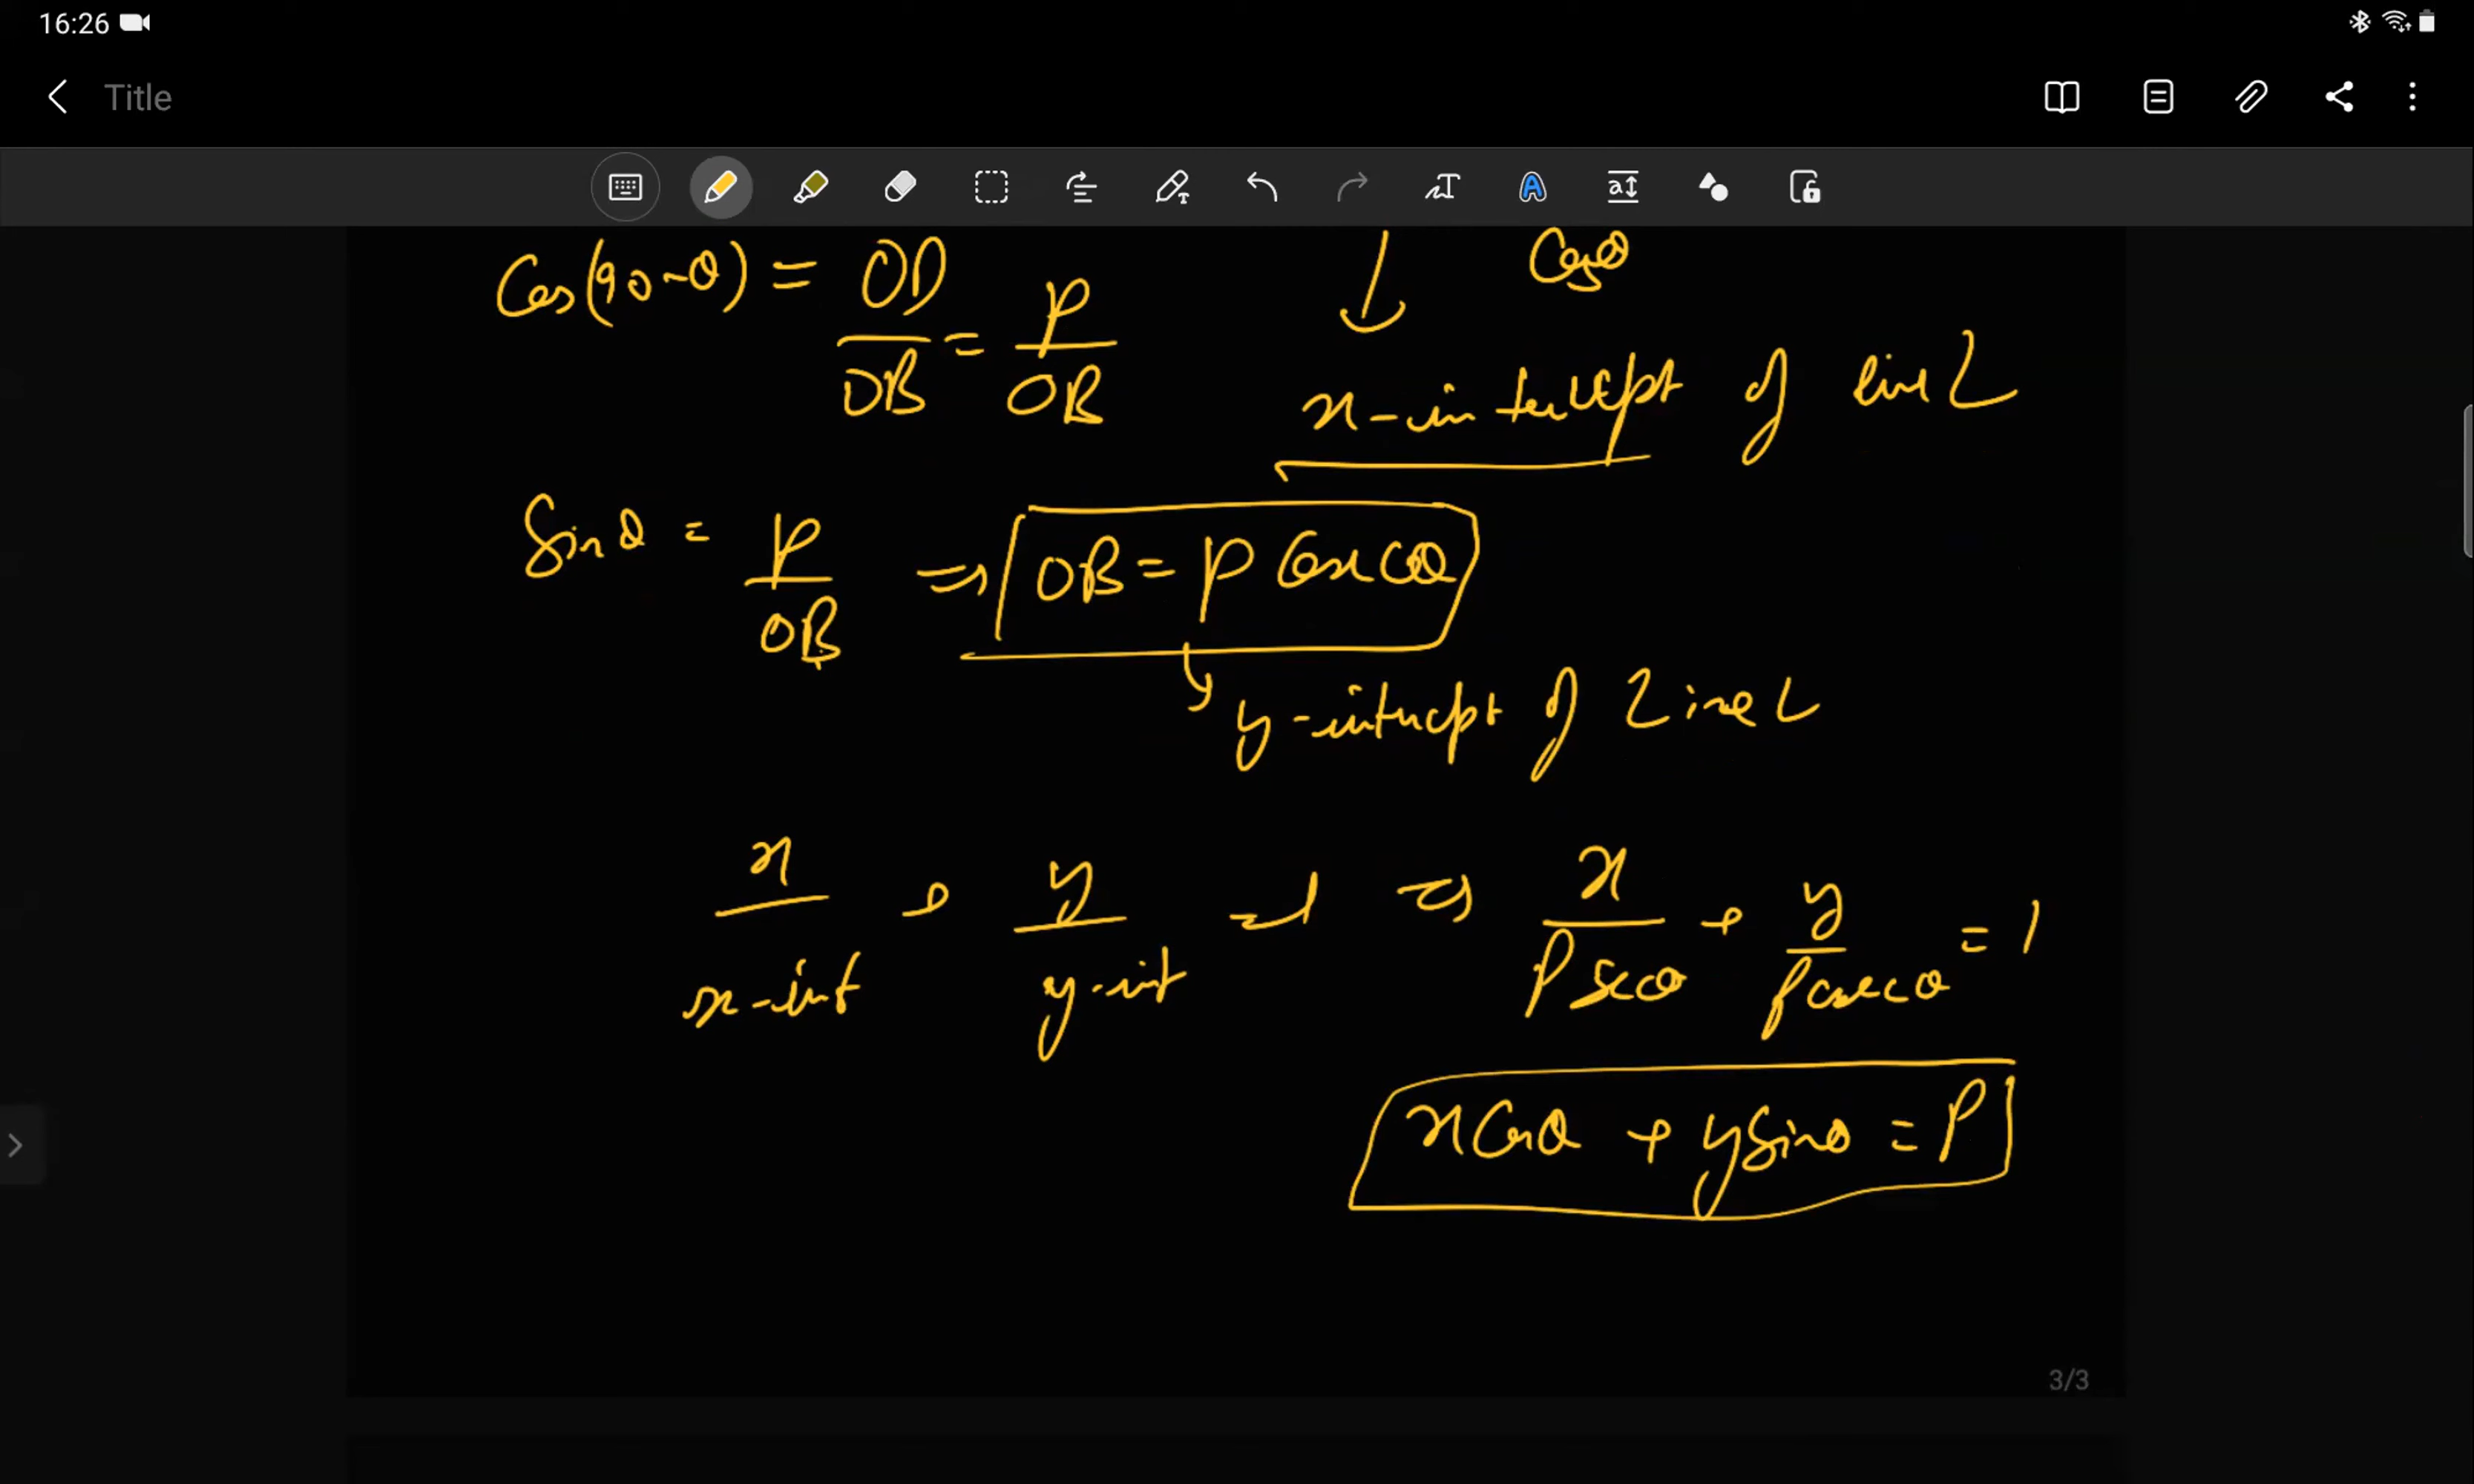 16:26
Title
Cos(90-θ) = OD/OB = P/OB
Cosθ
x-intercept of line L
Sinθ = P/OB ⇒ OB = P Cosecθ
y-intercept of Line L
x/x-int + y/y-int = 1 ⇒ x/P secθ + y/P cosecθ = 1
xCosθ + ySinθ = P
3/3